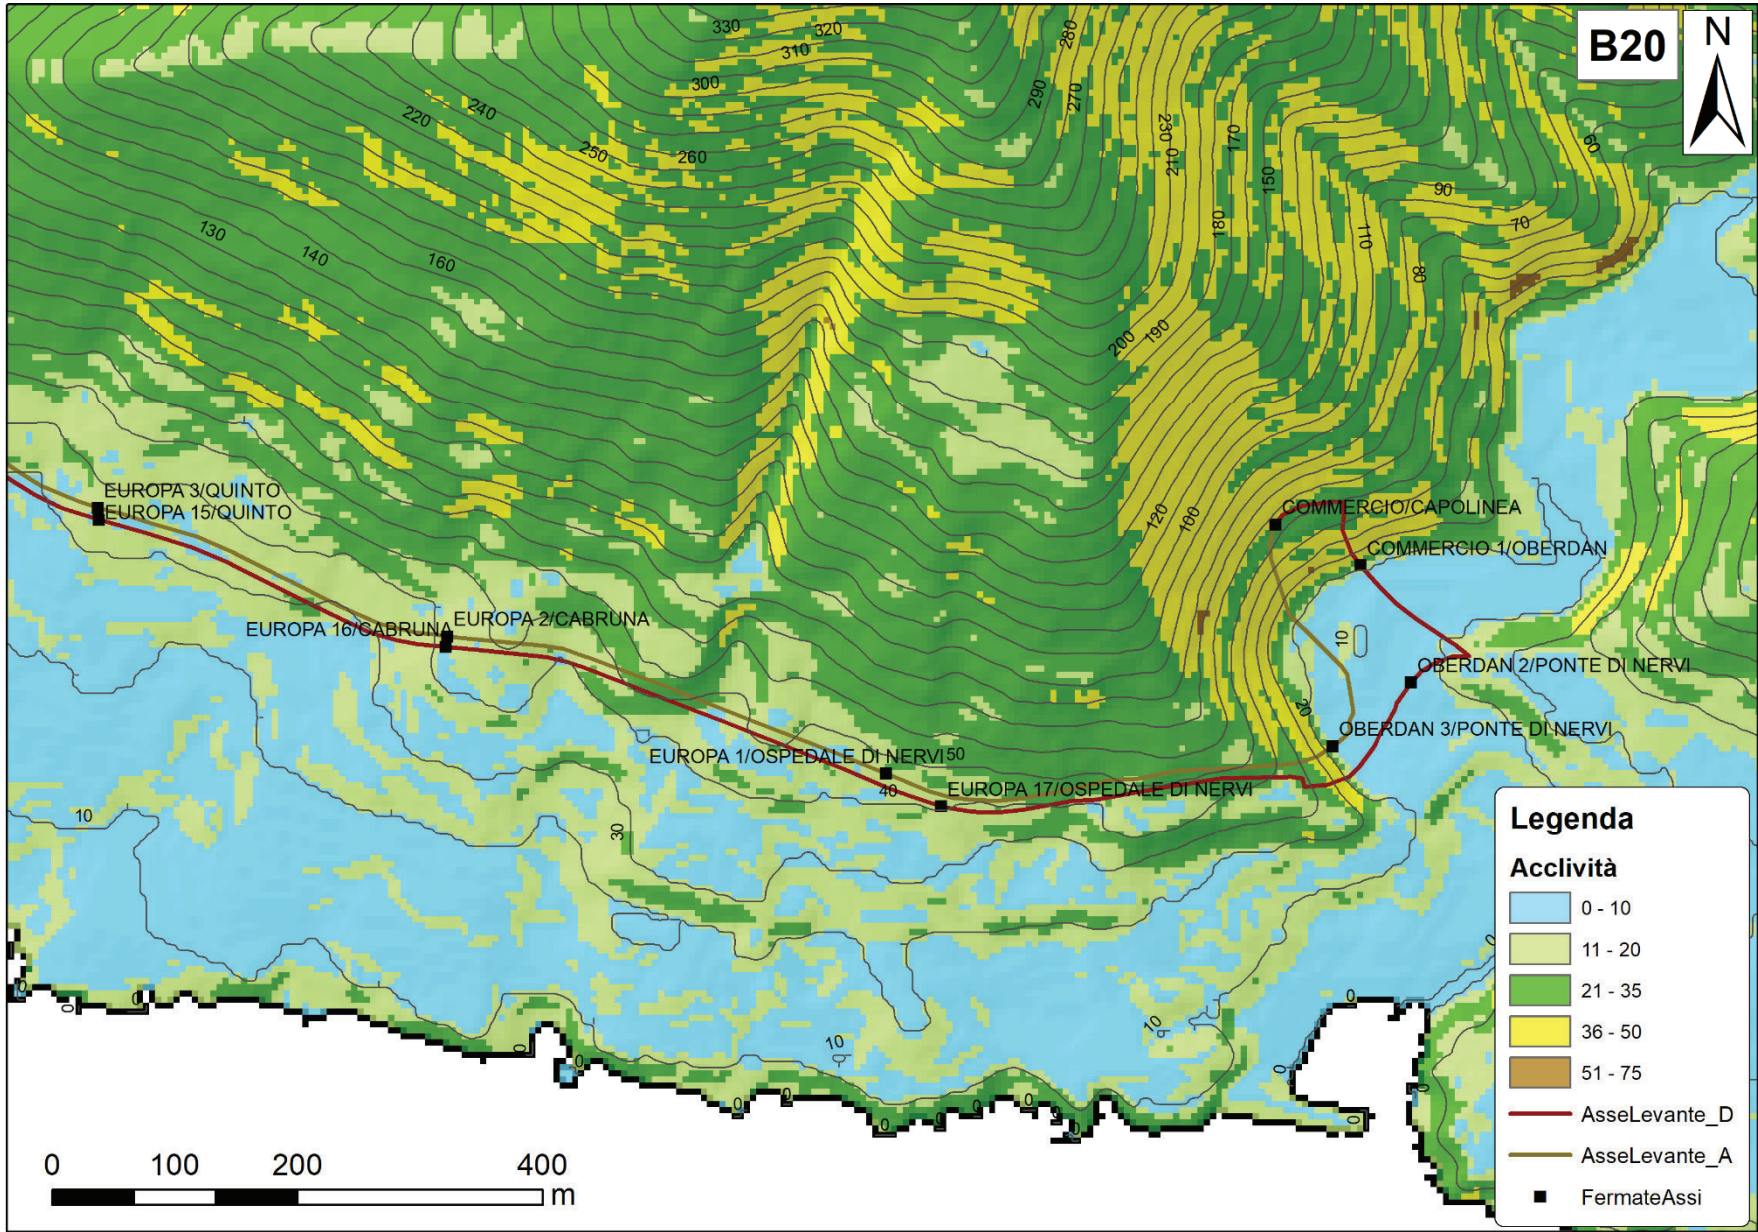 B20
N
330
320
310
300
280
290
270
240
220
250
260
230
210
170
150
180
60
90
70
110
80
130
140
160
200
190
120
100
EUROPA 3/QUINTO
EUROPA 15/QUINTO
COMMERCIO/CAPOLINEA
COMMERCIO 1/OBERDAN
EUROPA 2/CABRUNA
EUROPA 16/CABRUNA
10
OBERDAN 2/PONTE DI NERVI
20
OBERDAN 3/PONTE DI NERVI
EUROPA 1/OSPEDALE DI NERVI
50
40
EUROPA 17/OSPEDALE DI NERVI
10
30
0
0
0
0
10
10
0
0
0
0
0
0
0
0
0
0
0
0
Legenda
Acclività
0 - 10
11 - 20
21 - 35
36 - 50
51 - 75
AsseLevante_D
AsseLevante_A
FermateAssi
0 100 200 400
m